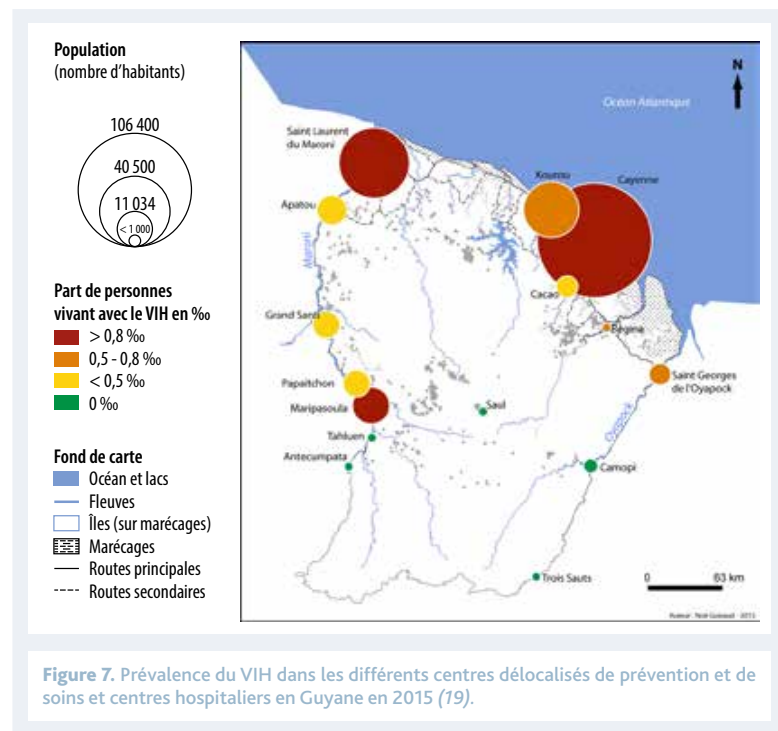 Population
(nombre d'habitants)
106 400
40 500
11 034
< 1 000
Part de personnes
vivant avec le VIH en ‰
> 0,8 ‰
0,5 - 0,8 ‰
< 0,5 ‰
0 ‰
Fond de carte
Océan et lacs
Fleuves
Îles (sur marécages)
Marécages
Routes principales
Routes secondaires
N
Océan Atlantique
Saint Laurent
du Maroni
Kourou
Cayenne
Apatou
Maroni
Cacao
Grand Santi
Régina
Saint Georges
de l'Oyapock
Papaitchon
Maripasoula
Saul
Oyapock
Tahluen
Antecumpata
Camopi
Trois Sauts
0 63 km
Figure 7. Prévalence du VIH dans les différents centres délocalisés de prévention et de
soins et centres hospitaliers en Guyane en 2015 (19).